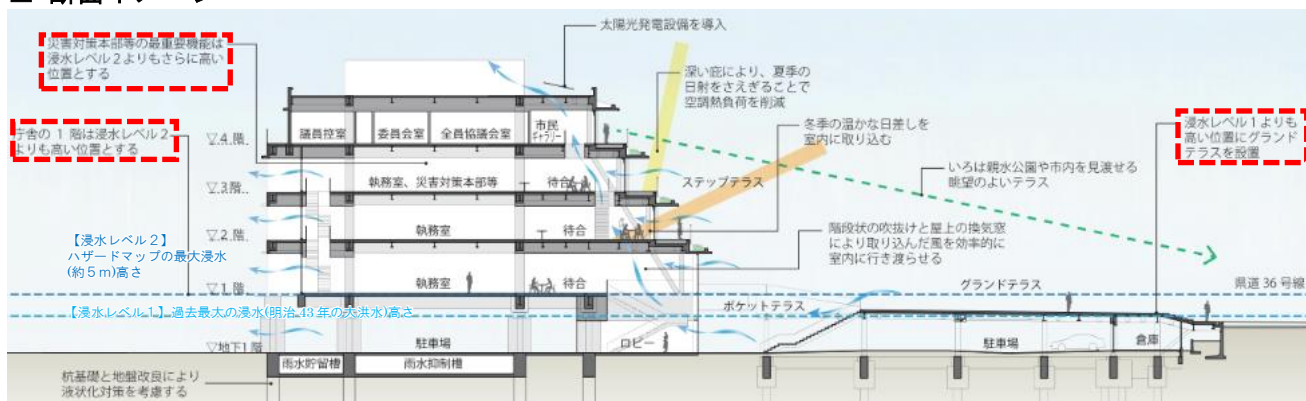 太陽光発電設備を導入
災害対策本部等の最重要機能は
浸水レベル2よりもさらに高い
位置とする
深い庇により、夏季の
日射をさえぎることで
空調熱負荷を削減
庁舎の 1 階は浸水レベル2
よりも高い位置とする
冬季の温かな日差しを
室内に取り込む
浸水レベル1よりも
高い位置にグランド
テラスを設置
▽4.階
議員控室
委員会室
全員協議会室
市民
ギャラリー
いろは親水公園や市内を見渡せる
眺望のよいテラス
▽3.階
執務室、災害対策本部等
待合
ステップテラス
▽2.階
執務室
待合
階段状の吹抜けと屋上の換気窓
により取り込んだ風を効率的に
室内に行き渡らせる
【浸水レベル2】
ハザードマップの最大浸水
(約5m)高さ
▽1.階
執務室
待合
グランドテラス
県道 36 号線
【浸水レベル1】過去最大の浸水(明治 43 年の大洪水)高さ
ポケットテラス
▽地下1階
駐車場
ロビー
駐車場
倉庫
雨水貯留槽
雨水抑制槽
杭基礎と地盤改良により
液状化対策を考慮する